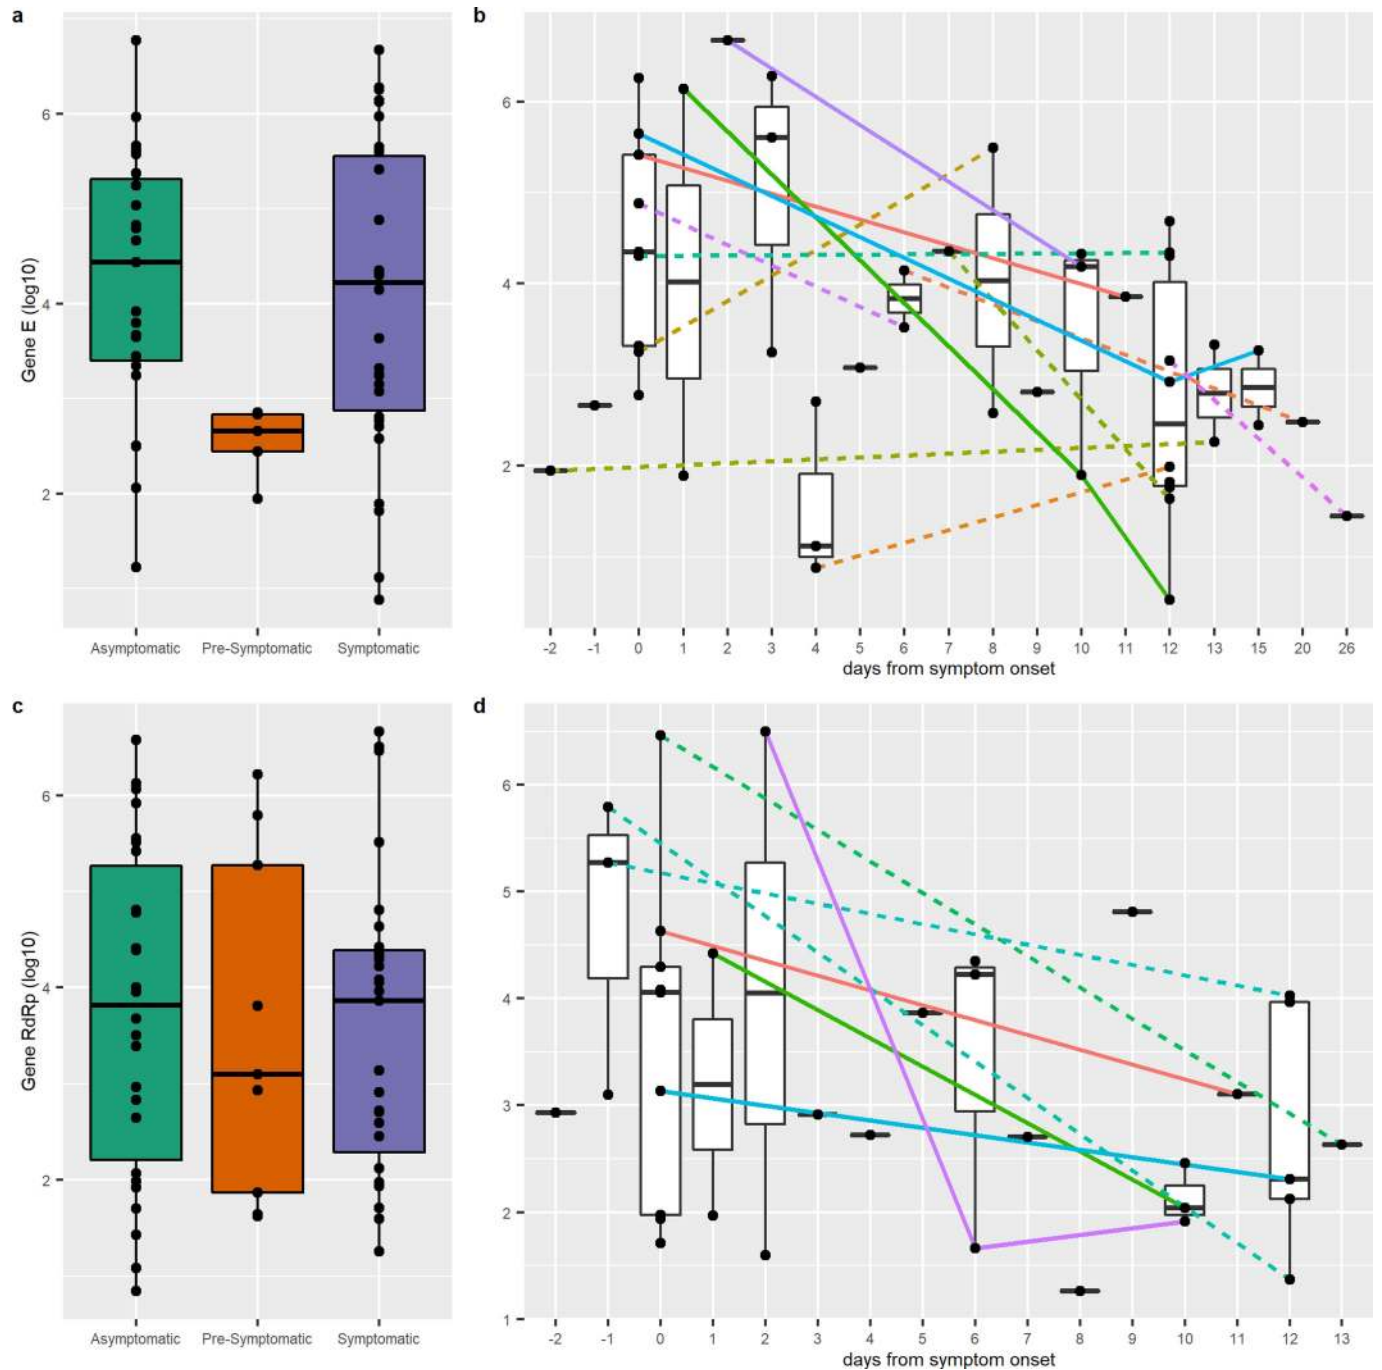 a
b
Gene E (log10)
6
4
2
Asymptomatic Pre-Symptomatic Symptomatic
6
4
2
-2 -1 0 1 2 3 4 5 6 7 8 9 10 11 12 13 15 20 26
days from symptom onset
c
d
Gene RdRp (log10)
6
4
2
Asymptomatic Pre-Symptomatic Symptomatic
6
5
4
3
2
1
-2 -1 0 1 2 3 4 5 6 7 8 9 10 11 12 13
days from symptom onset